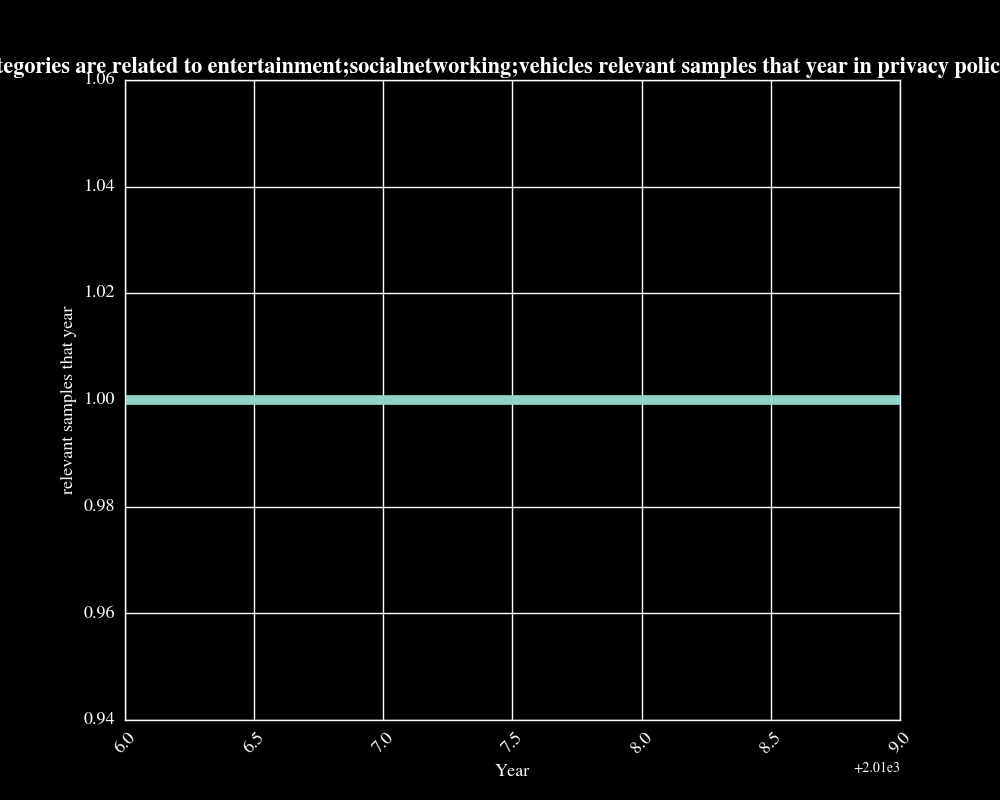 tegories are related to entertainment;socialnetworking;vehicles relevant samples that year in privacy polic
1.06
1.04
1.02
1.00
0.98
0.96
0.94
relevant samples that year
6.0 6.5 7.0 7.5 8.0 8.5 9.0
Year
+2.01e3